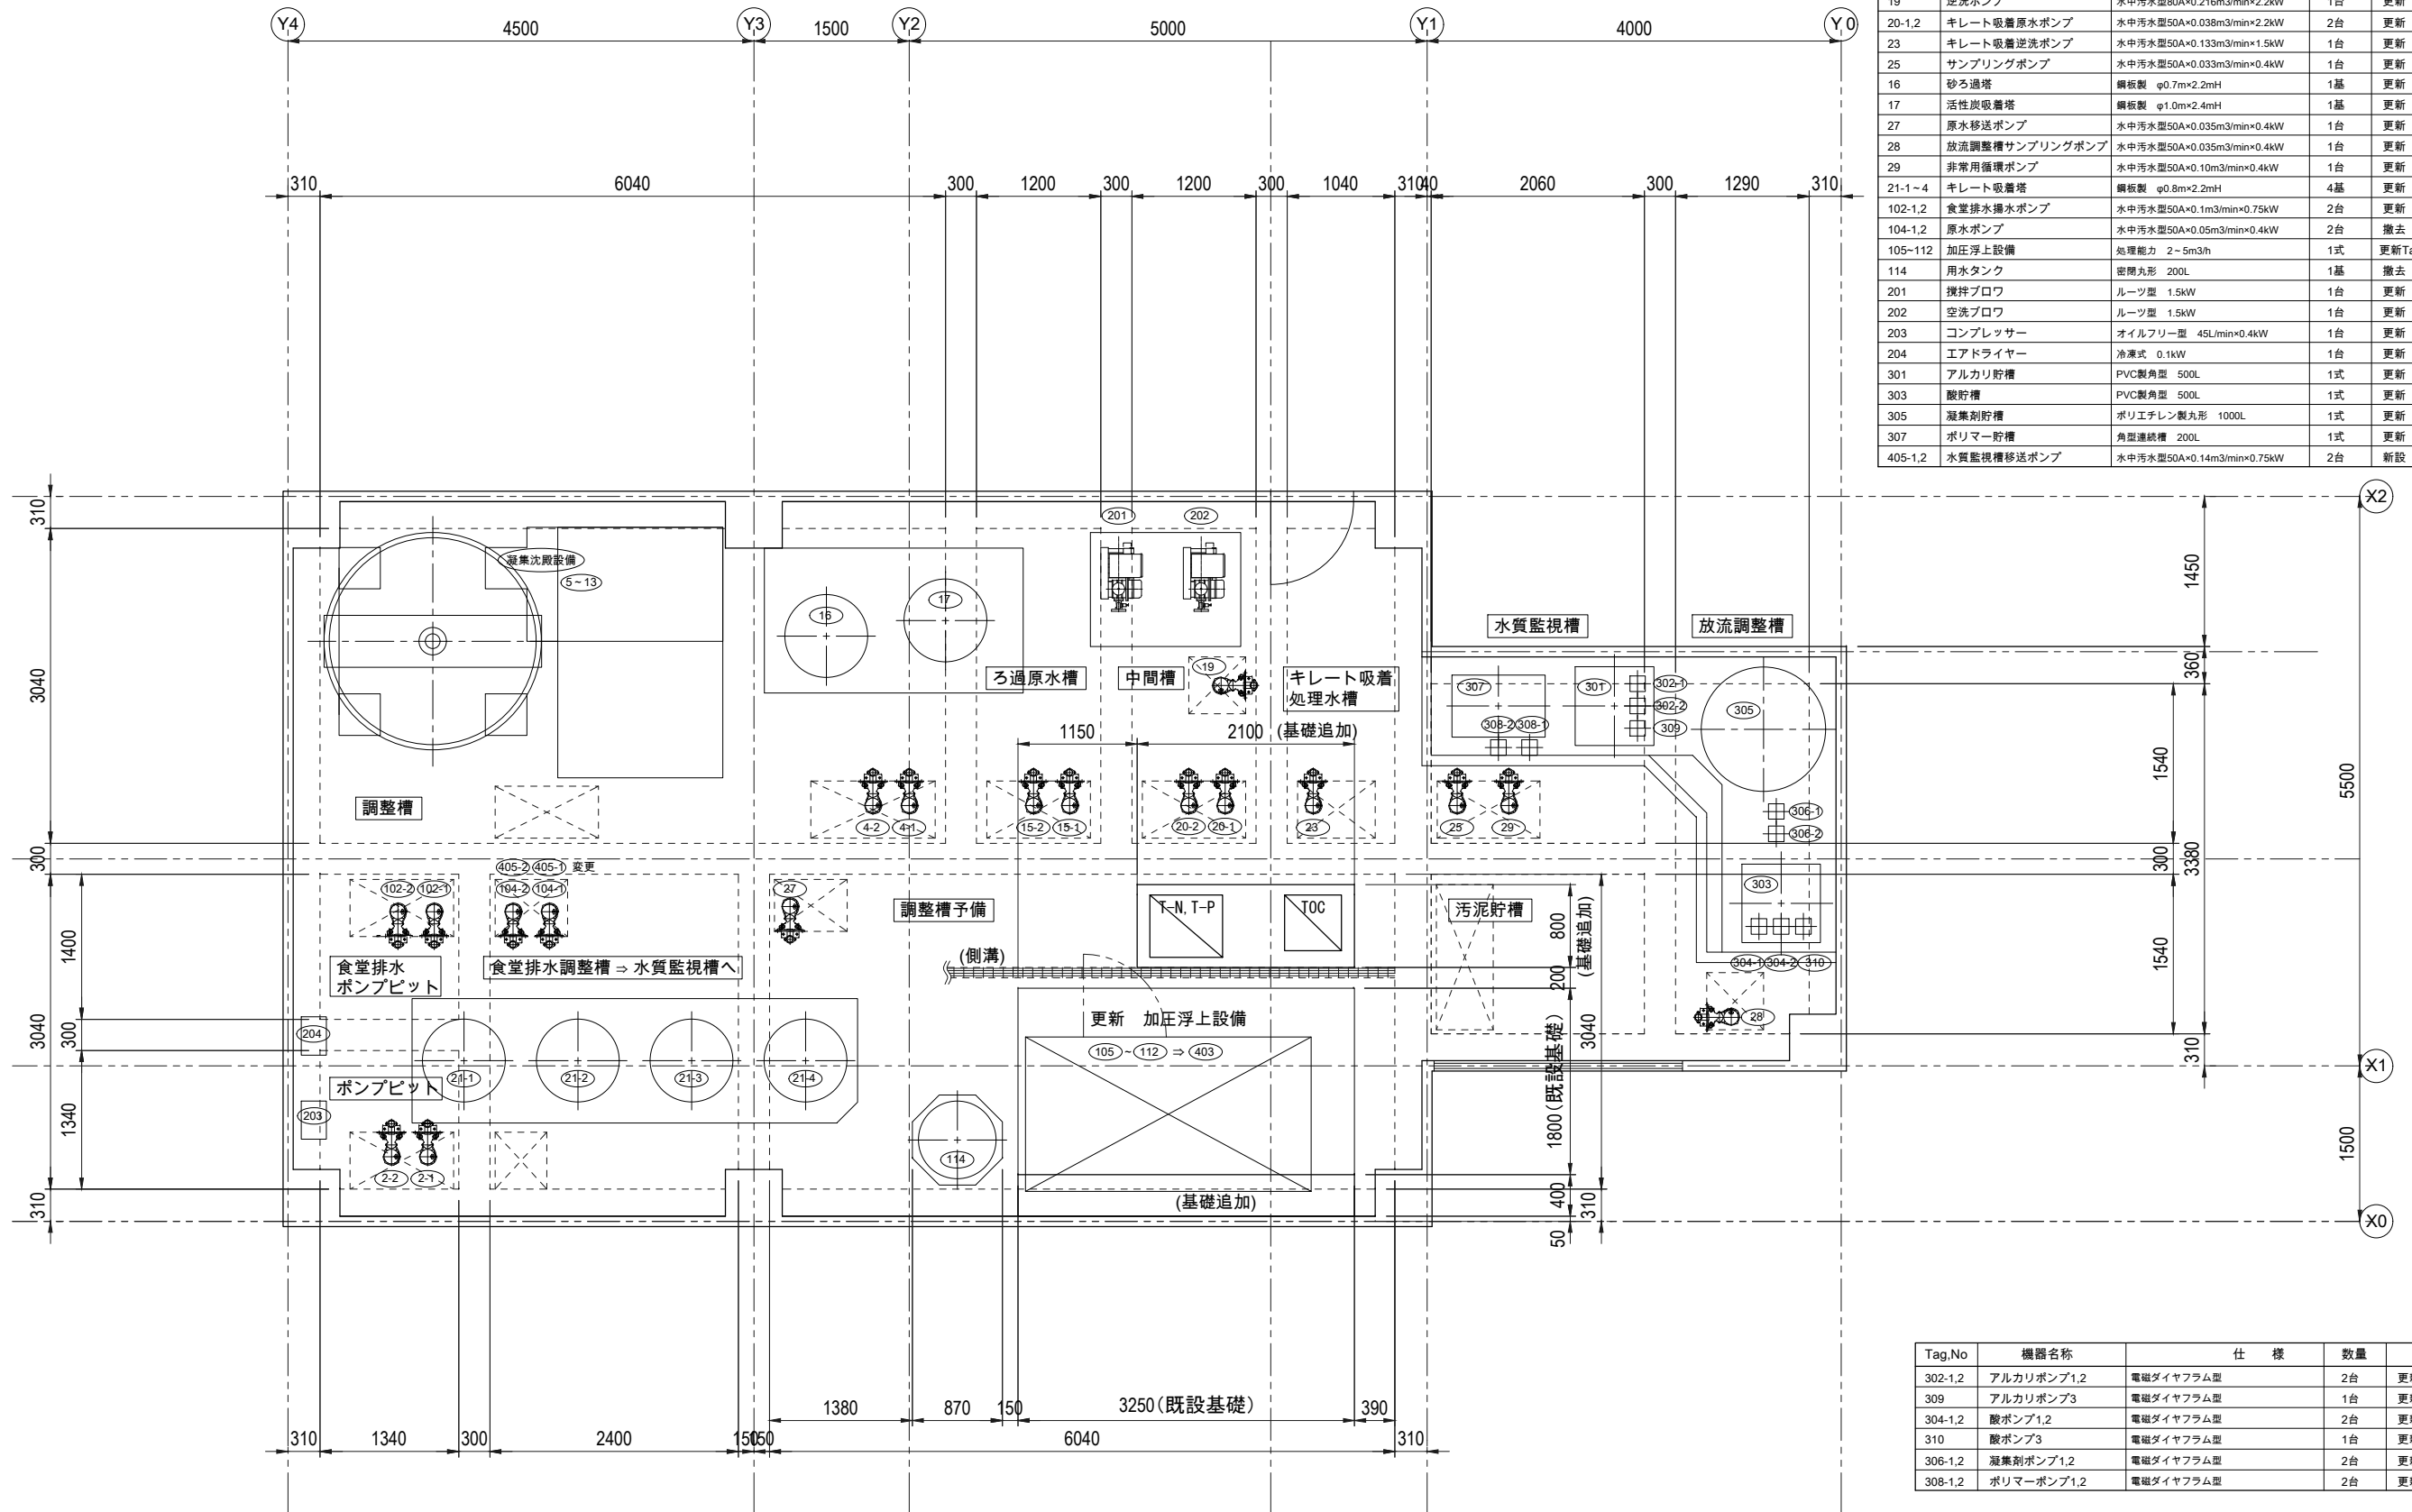 Y4
Y3
Y2
Y1
Y0
4500
1500
5000
4000
310
6040
300
1200
300
1200
300
1040
310
40
2060
300
1290
310
19 逆洗ポンプ 水中汚水型80A×0.216m3/min×2.2kW 1台 更新
20-1,2 キレート吸着原水ポンプ 水中汚水型50A×0.038m3/min×2.2kW 2台 更新
23 キレート吸着逆洗ポンプ 水中汚水型50A×0.133m3/min×1.5kW 1台 更新
25 サンプリングポンプ 水中汚水型50A×0.033m3/min×0.4kW 1台 更新
16 砂ろ過塔 鋼板製 φ0.7m×2.2mH 1基 更新
17 活性炭吸着塔 鋼板製 φ1.0m×2.4mH 1基 更新
27 原水移送ポンプ 水中汚水型50A×0.035m3/min×0.4kW 1台 更新
28 放流調整槽サンプリングポンプ 水中汚水型50A×0.035m3/min×0.4kW 1台 更新
29 非常用循環ポンプ 水中汚水型50A×0.10m3/min×0.4kW 1台 更新
21-1~4 キレート吸着塔 鋼板製 φ0.8m×2.2mH 4基 更新
102-1,2 食堂排水揚水ポンプ 水中汚水型50A×0.1m3/min×0.75kW 2台 更新
104-1,2 原水ポンプ 水中汚水型50A×0.05m3/min×0.4kW 2台 撤去
105~112 加圧浮上設備 処理能力 2~5m3/h 1式 更新Ta
114 用水タンク 密閉丸形 200L 1基 撤去
201 撹拌ブロワ ルーツ型 1.5kW 1台 更新
202 空洗ブロワ ルーツ型 1.5kW 1台 更新
203 コンプレッサー オイルフリー型 45L/min×0.4kW 1台 更新
204 エアドライヤー 冷凍式 0.1kW 1台 更新
301 アルカリ貯槽 PVC製角型 500L 1式 更新
303 酸貯槽 PVC製角型 500L 1式 更新
305 凝集剤貯槽 ポリエチレン製丸形 1000L 1式 更新
307 ポリマー貯槽 角型連続槽 200L 1式 更新
405-1,2 水質監視槽移送ポンプ 水中汚水型50A×0.14m3/min×0.75kW 2台 新設
X2
X1
X0
310
3040
300
1400
3040
300
1340
310
凝集沈殿設備
5~13
16
17
201
202
19
ろ過原水槽
中間槽
キレート吸着
処理水槽
1150
2100
(基礎追加)
水質監視槽
放流調整槽
307
301
302-1
302-2
309
308-2
308-1
305
306-1
306-2
303
304-1
304-2
310
1450
360
1540
300
3380
1540
310
5500
1500
調整槽
4-2
4-1
15-2
15-1
20-2
20-1
23
25
29
405-2
405-1
変更
102-2
102-1
104-2
104-1
27
調整槽予備
T-N,T-P
TOC
汚泥貯槽
800
(基礎追加)
200
食堂排水
ポンプピット
食堂排水調整槽 ⇒ 水質監視槽へ
(側溝)
28
更新 加圧浮上設備
105 ~ 112 ⇒ 403
1800(既設基礎)
3040
204
203
ポンプピット
21-1
21-2
21-3
21-4
114
2-2
2-1
(基礎追加)
400
310
50
1380
870
150
3250(既設基礎)
390
310
1340
300
2400
150
150
6040
310
Tag,No 機器名称 仕 様 数量
302-1,2 アルカリポンプ1,2 電磁ダイヤフラム型 2台
309 アルカリポンプ3 電磁ダイヤフラム型 1台
304-1,2 酸ポンプ1,2 電磁ダイヤフラム型 2台
310 酸ポンプ3 電磁ダイヤフラム型 1台
306-1,2 凝集剤ポンプ1,2 電磁ダイヤフラム型 2台
308-1,2 ポリマーポンプ1,2 電磁ダイヤフラム型 2台